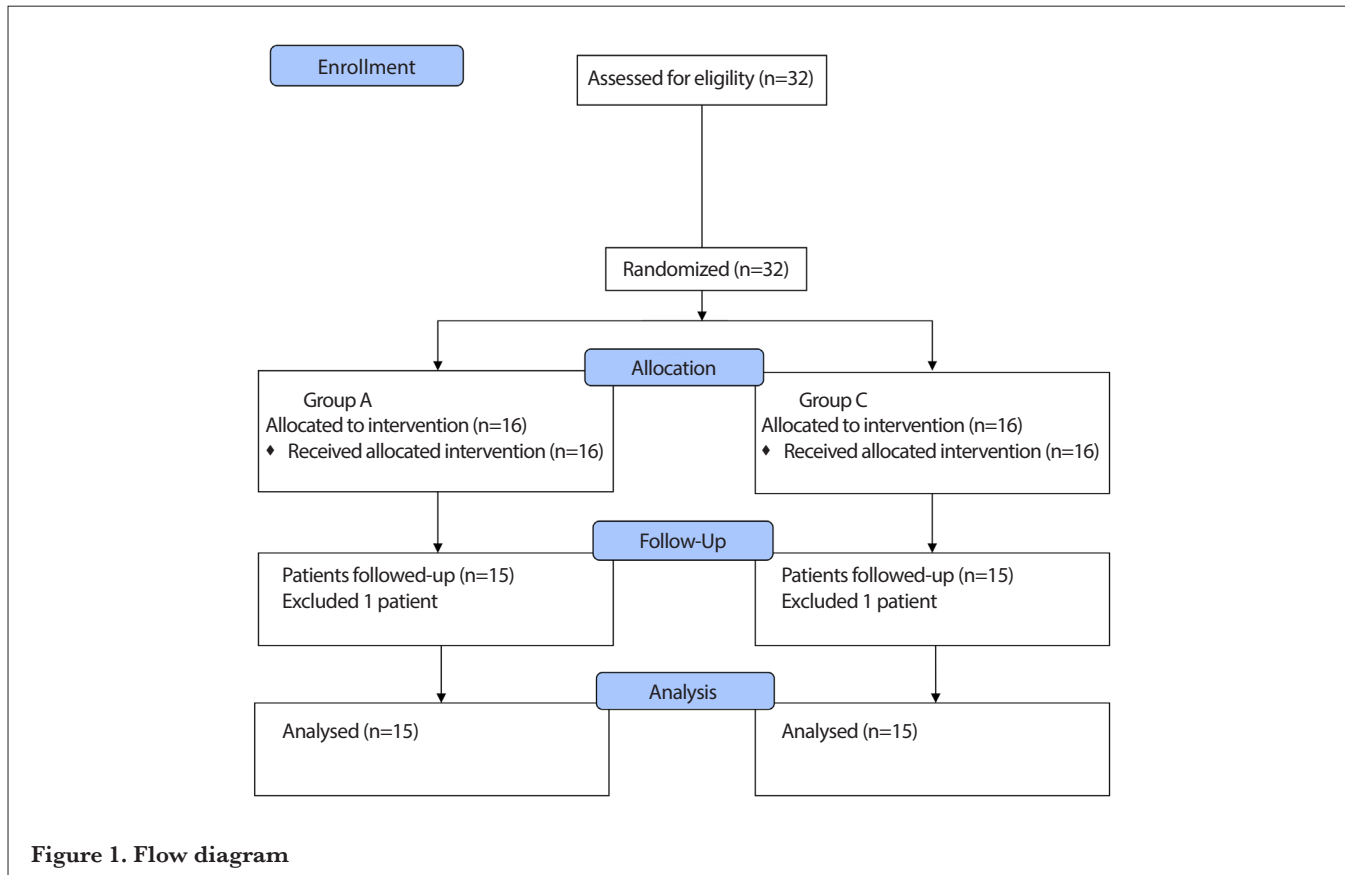 Enrollment
Assessed for eligility (n=32)
Randomized (n=32)
Allocation
Group A
Allocated to intervention (n=16)
♦ Received allocated intervention (n=16)
Group C
Allocated to intervention (n=16)
♦ Received allocated intervention (n=16)
Follow-Up
Patients followed-up (n=15)
Excluded 1 patient
Patients followed-up (n=15)
Excluded 1 patient
Analysis
Analysed (n=15)
Analysed (n=15)
Figure 1. Flow diagram